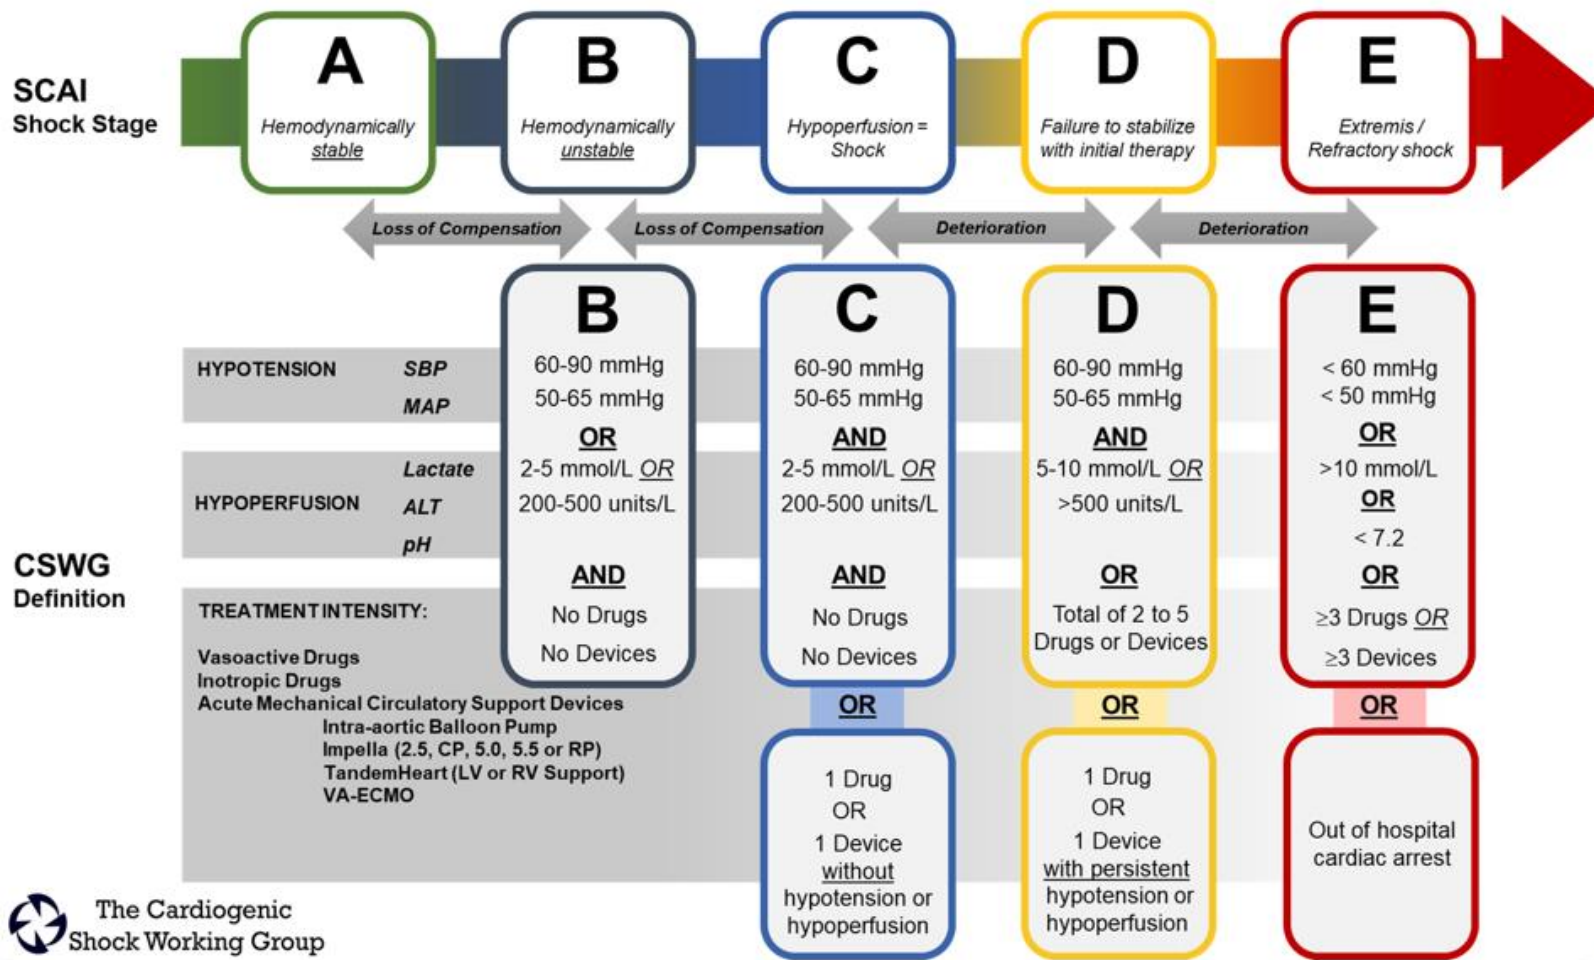 SCAI
Shock Stage
A
Hemodynamically
stable
B
Hemodynamically
unstable
C
Hypoperfusion =
Shock
D
Failure to stabilize
with initial therapy
E
Extremis /
Refractory shock
Loss of Compensation
Loss of Compensation
Deterioration
Deterioration
CSWG
Definition
HYPOTENSION
SBP
MAP
HYPOPERFUSION
Lactate
ALT
pH
TREATMENT INTENSITY:
Vasoactive Drugs
Inotropic Drugs
Acute Mechanical Circulatory Support Devices
Intra-aortic Balloon Pump
Impella (2.5, CP, 5.0, 5.5 or RP)
TandemHeart (LV or RV Support)
VA-ECMO
B
60-90 mmHg
50-65 mmHg
OR
2-5 mmol/L OR
200-500 units/L
AND
No Drugs
No Devices
C
60-90 mmHg
50-65 mmHg
AND
2-5 mmol/L OR
200-500 units/L
AND
No Drugs
No Devices
OR
1 Drug
OR
1 Device
without
hypotension or
hypoperfusion
D
60-90 mmHg
50-65 mmHg
AND
5-10 mmol/L OR
>500 units/L
OR
Total of 2 to 5
Drugs or Devices
OR
1 Drug
OR
1 Device
with persistent
hypotension or
hypoperfusion
E
< 60 mmHg
< 50 mmHg
OR
>10 mmol/L
OR
< 7.2
OR
≥3 Drugs OR
≥3 Devices
OR
Out of hospital
cardiac arrest
The Cardiogenic
Shock Working Group